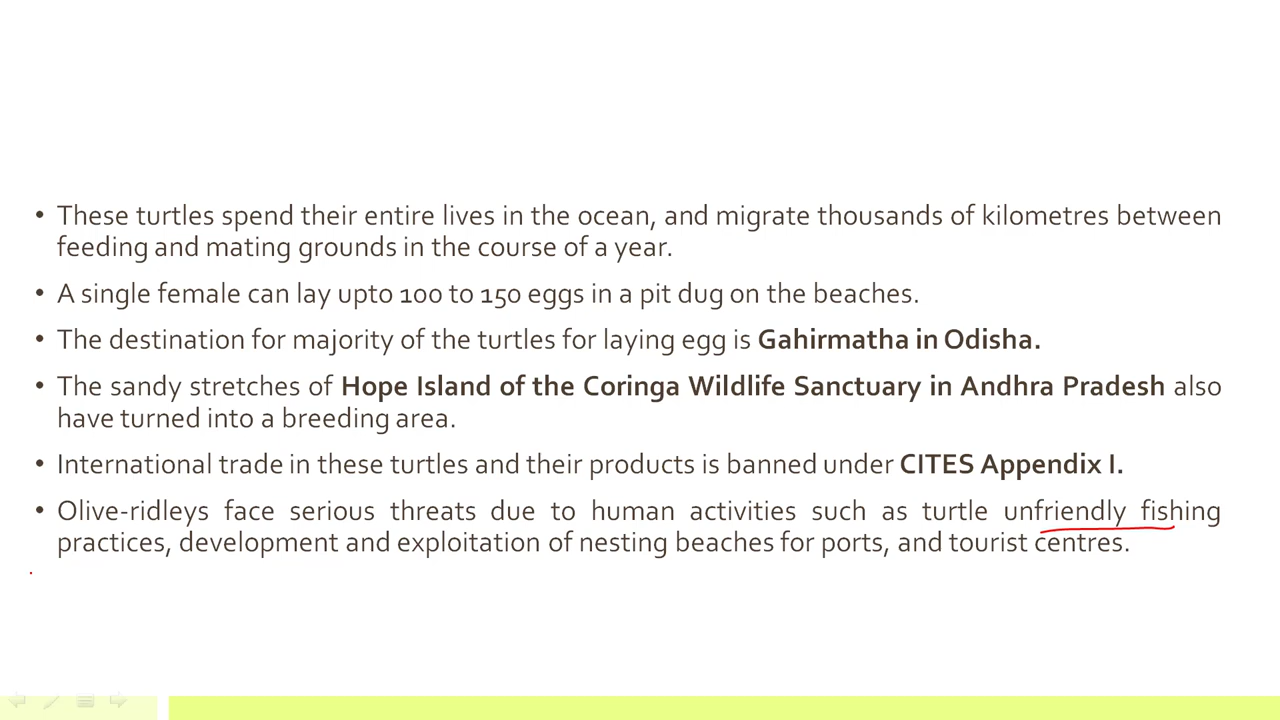 • These turtles spend their entire lives in the ocean, and migrate thousands of kilometres between
feeding and mating grounds in the course of a year.
• A single female can lay upto 100 to 150 eggs in a pit dug on the beaches.
• The destination for majority of the turtles for laying egg is Gahirmatha in Odisha.
• The sandy stretches of Hope Island of the Coringa Wildlife Sanctuary in Andhra Pradesh also
have turned into a breeding area.
• International trade in these turtles and their products is banned under CITES Appendix I.
• Olive-ridleys face serious threats due to human activities such as turtle unfriendly fishing
practices, development and exploitation of nesting beaches for ports, and tourist centres.